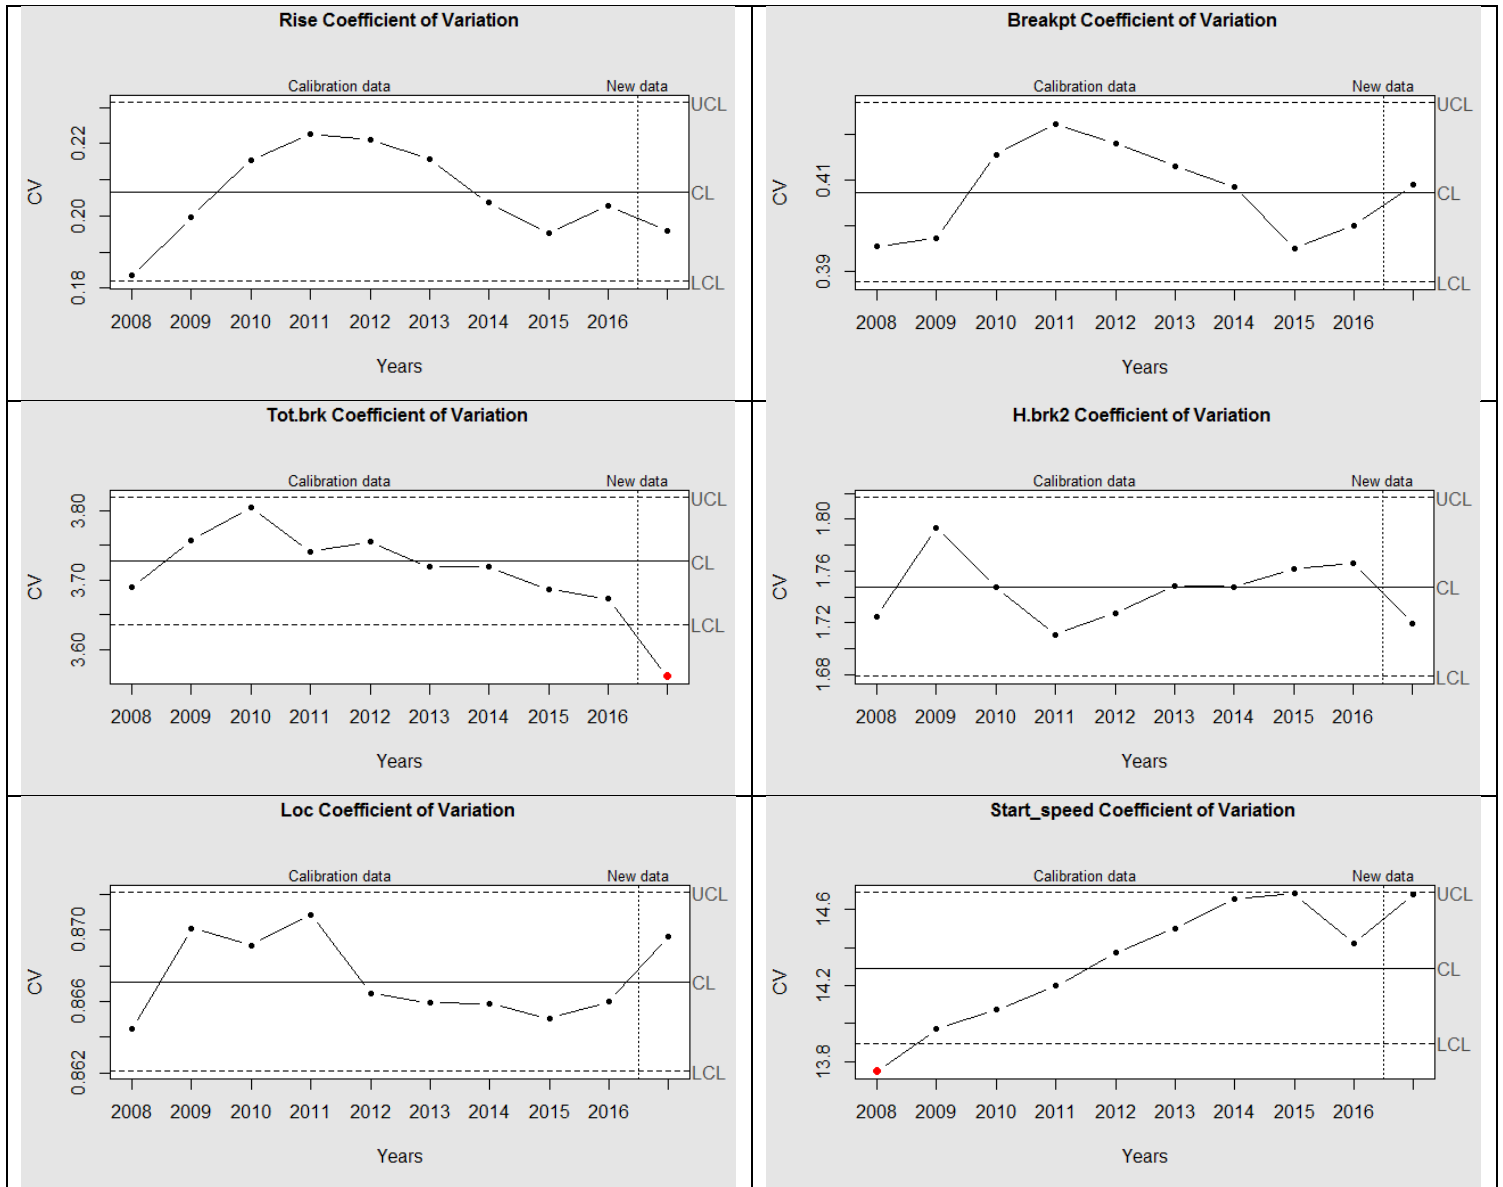 Rise Coefficient of Variation
Calibration data New data
CV
0.18 0.20 0.22
UCL
CL
LCL
2008 2009 2010 2011 2012 2013 2014 2015 2016
Years
Breakpt Coefficient of Variation
Calibration data New data
CV
0.39 0.41
UCL
CL
LCL
2008 2009 2010 2011 2012 2013 2014 2015 2016
Years
Tot.brk Coefficient of Variation
Calibration data New data
CV
3.60 3.70 3.80
UCL
CL
LCL
2008 2009 2010 2011 2012 2013 2014 2015 2016
Years
H.brk2 Coefficient of Variation
Calibration data New data
CV
1.68 1.72 1.76 1.80
UCL
CL
LCL
2008 2009 2010 2011 2012 2013 2014 2015 2016
Years
Loc Coefficient of Variation
Calibration data New data
CV
0.862 0.866 0.870
UCL
CL
LCL
2008 2009 2010 2011 2012 2013 2014 2015 2016
Years
Start_speed Coefficient of Variation
Calibration data New data
CV
13.8 14.2 14.6
UCL
CL
LCL
2008 2009 2010 2011 2012 2013 2014 2015 2016
Years